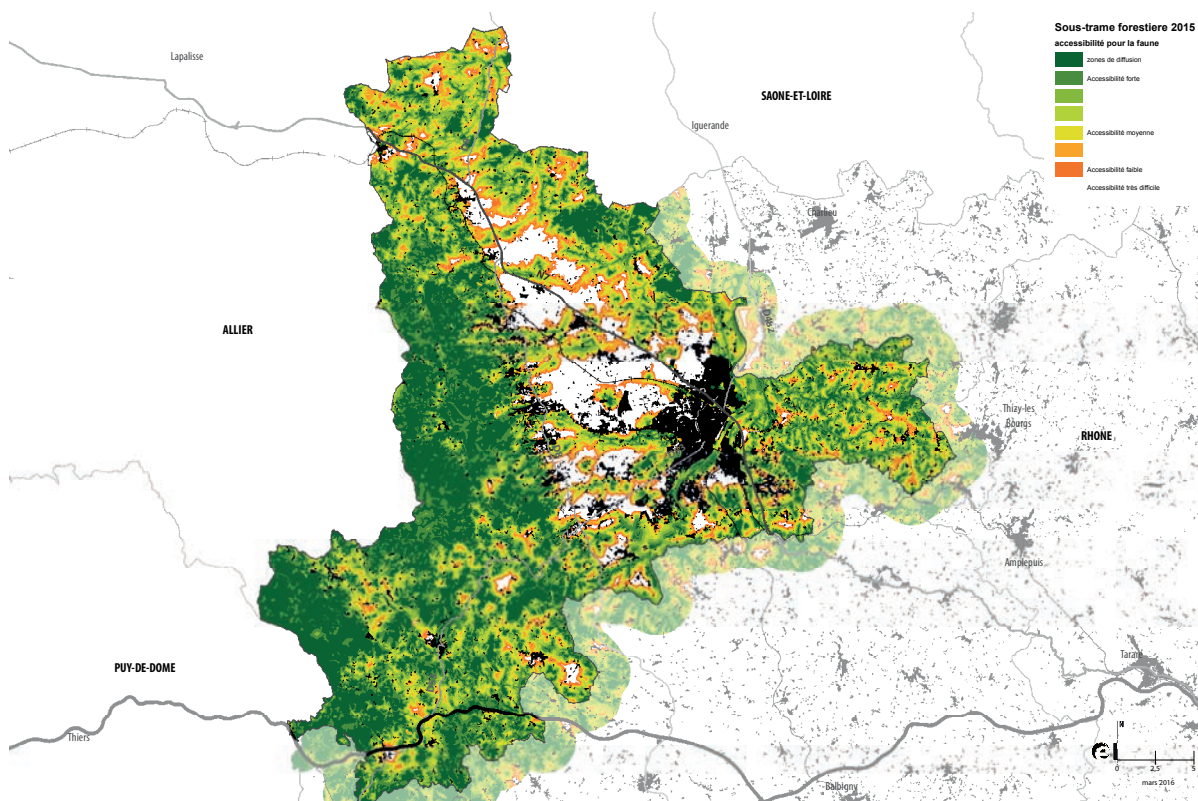 Sous-trame forestiere 2015
accessibilité pour la faune
zones de diffusion
Accessibilité forte
Accessibilité moyenne
Accessibilité faible
Accessibilité très difficile
Lapalisse
SAONE-ET-LOIRE
Iguerande
Charlieu
ALLIER
Thizy-les
Bourgs
RHONE
Amplepuis
PUY-DE-DOME
Tarare
Thiers
Balbigny
N
0 2,5 5
mars 2016